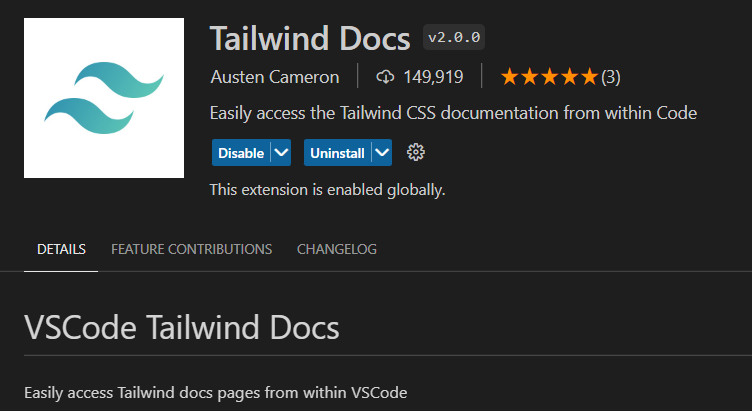 Tailwind Docs v2.0.0
Austen Cameron 149,919 (3)
Easily access the Tailwind CSS documentation from within Code
Disable Uninstall
This extension is enabled globally.
DETAILS FEATURE CONTRIBUTIONS CHANGELOG
VSCode Tailwind Docs
Easily access Tailwind docs pages from within VSCode